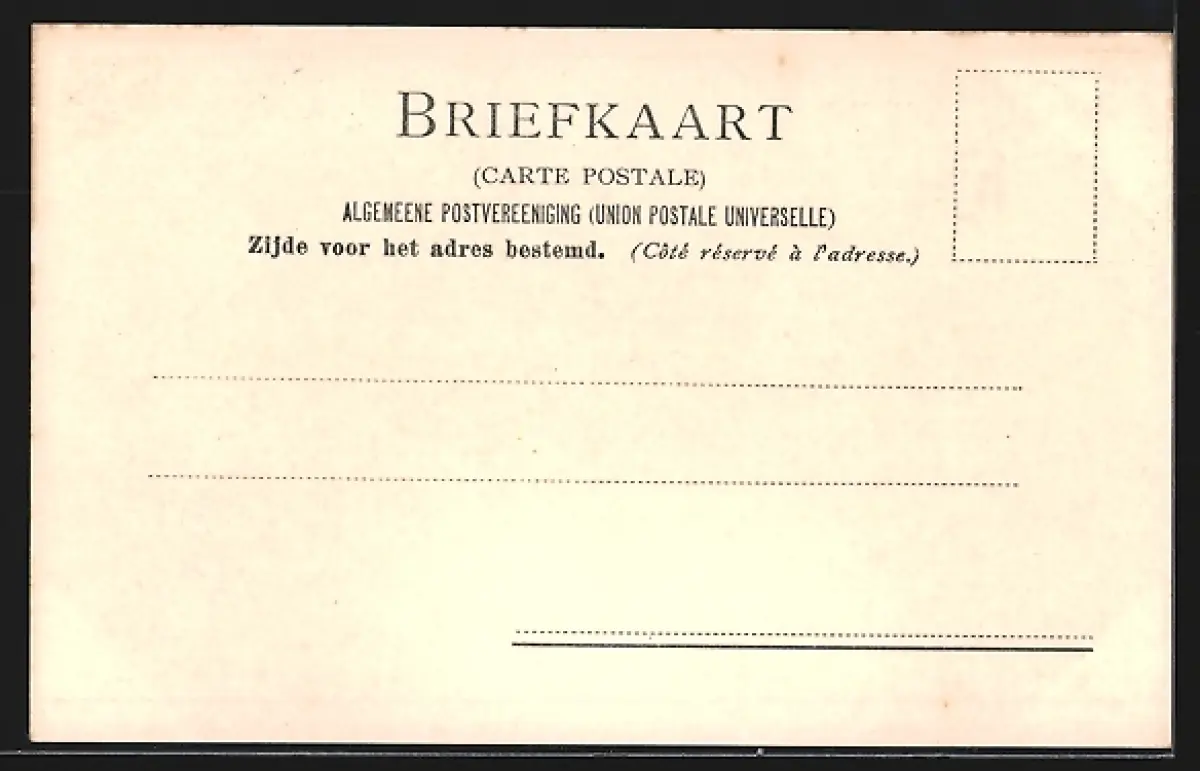 BRIEFKAART
(CARTE POSTALE)
ALGEMEENE POSTVEREENIGING (UNION POSTALE UNIVERSELLE)
Zijde voor het adres bestemd. (Côté réservé à l'adresse.)